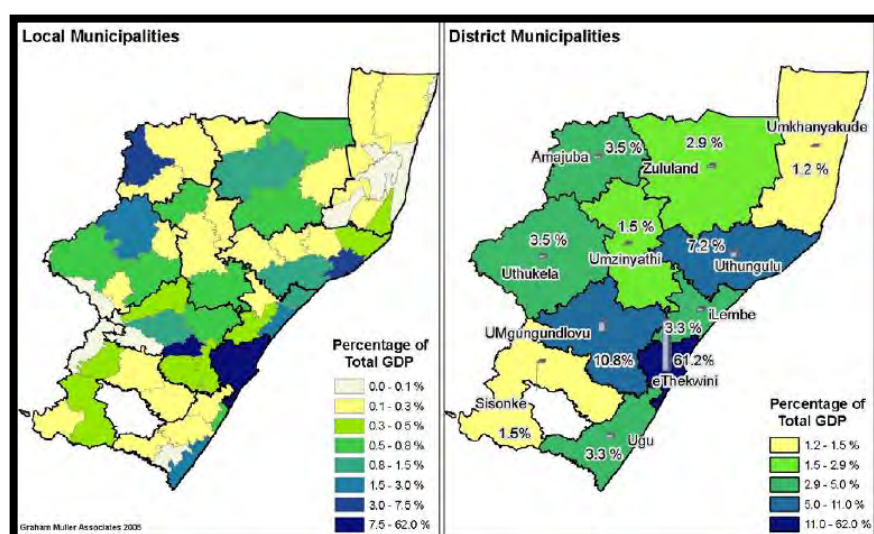 Local Municipalities
Percentage of
Total GDP
0.0 - 0.1 %
0.1 - 0.3 %
0.3 - 0.5 %
0.5 - 0.8 %
0.8 - 1.5 %
1.5 - 3.0 %
3.0 - 7.5 %
7.5 - 62.0 %
Graham Muller Associates 2005
District Municipalities
Umkhanyakude
1.2 %
2.9 %
Zululand
3.5 %
Amajuba
1.5 %
Umzinyathi
3.5 %
Uthukela
7.2 %
Uthungulu
iLembe
3.3 %
UMgungundlovu
10.8%
61.2%
eThekwini
Sisonke
1.5%
Ugu
3.3 %
Percentage of
Total GDP
1.2 - 1.5 %
1.5 - 2.9 %
2.9 - 5.0 %
5.0 - 11.0 %
11.0 - 62.0 %